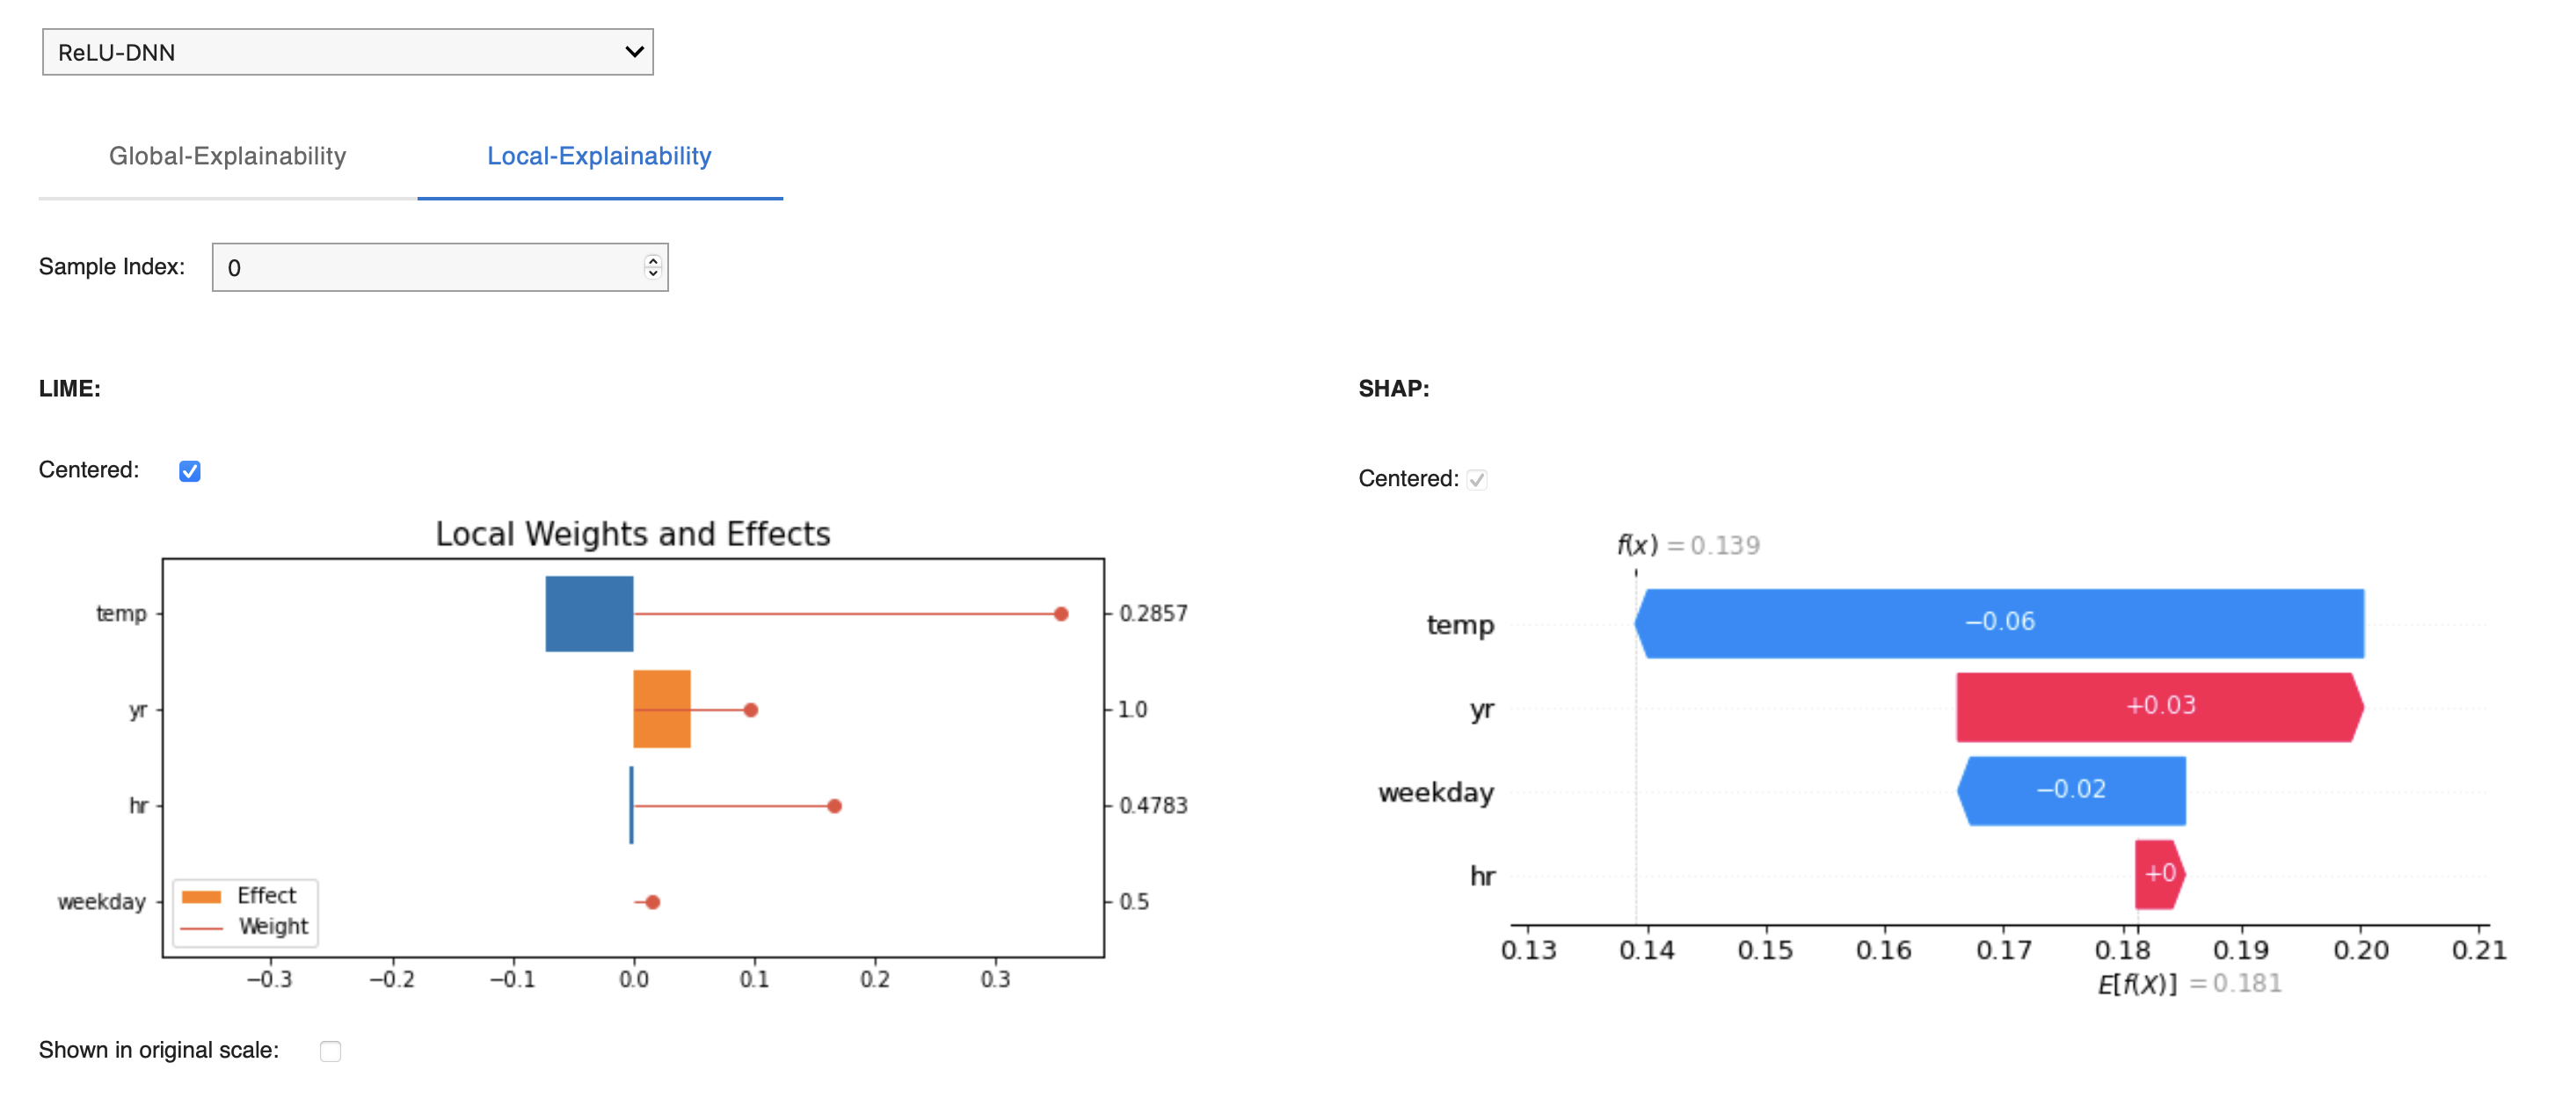 ReLU-DNN
Global-Explainability Local-Explainability
Sample Index: 0
LIME:
Centered:
Local Weights and Effects
temp 0.2857
yr 1.0
hr 0.4783
weekday 0.5
Effect
Weight
−0.3 −0.2 −0.1 0.0 0.1 0.2 0.3
Shown in original scale:
SHAP:
Centered:
f(x) = 0.139
temp −0.06
yr +0.03
weekday −0.02
hr +0
0.13 0.14 0.15 0.16 0.17 0.18 0.19 0.20 0.21
E[f(X)] = 0.181